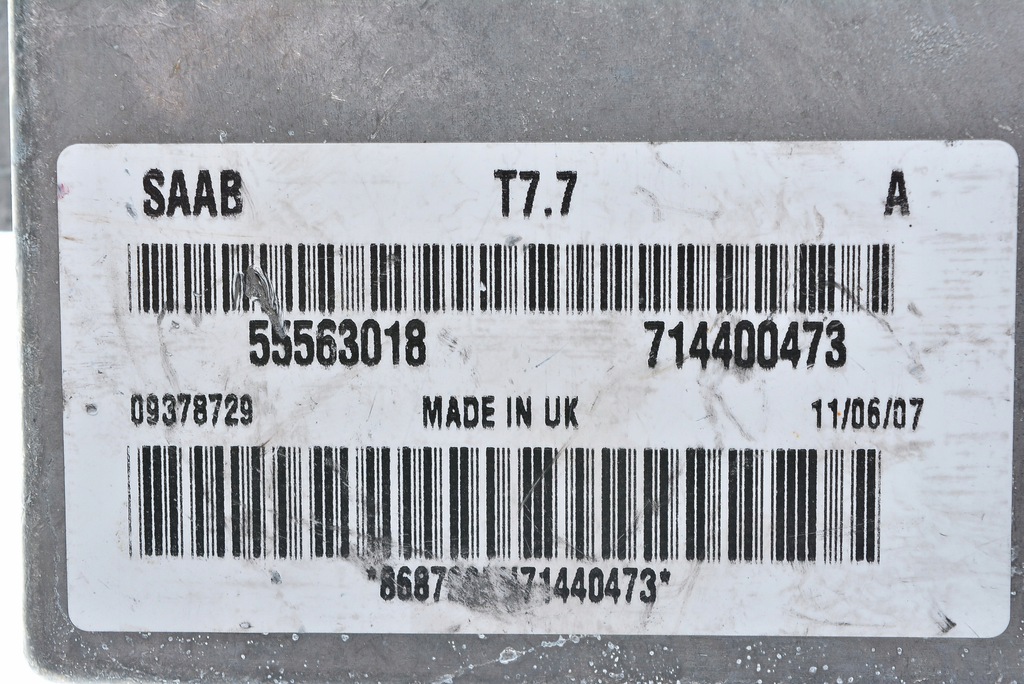 SAAB T7.7 A
55563018 714400473
09378729 MADE IN UK 11/06/07